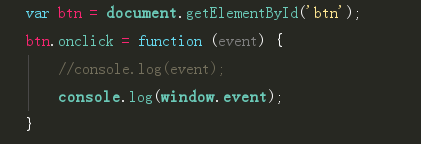 var btn = document.getElementById('btn');
btn.onclick = function (event) {
//console.log(event);
console.log(window.event);
}